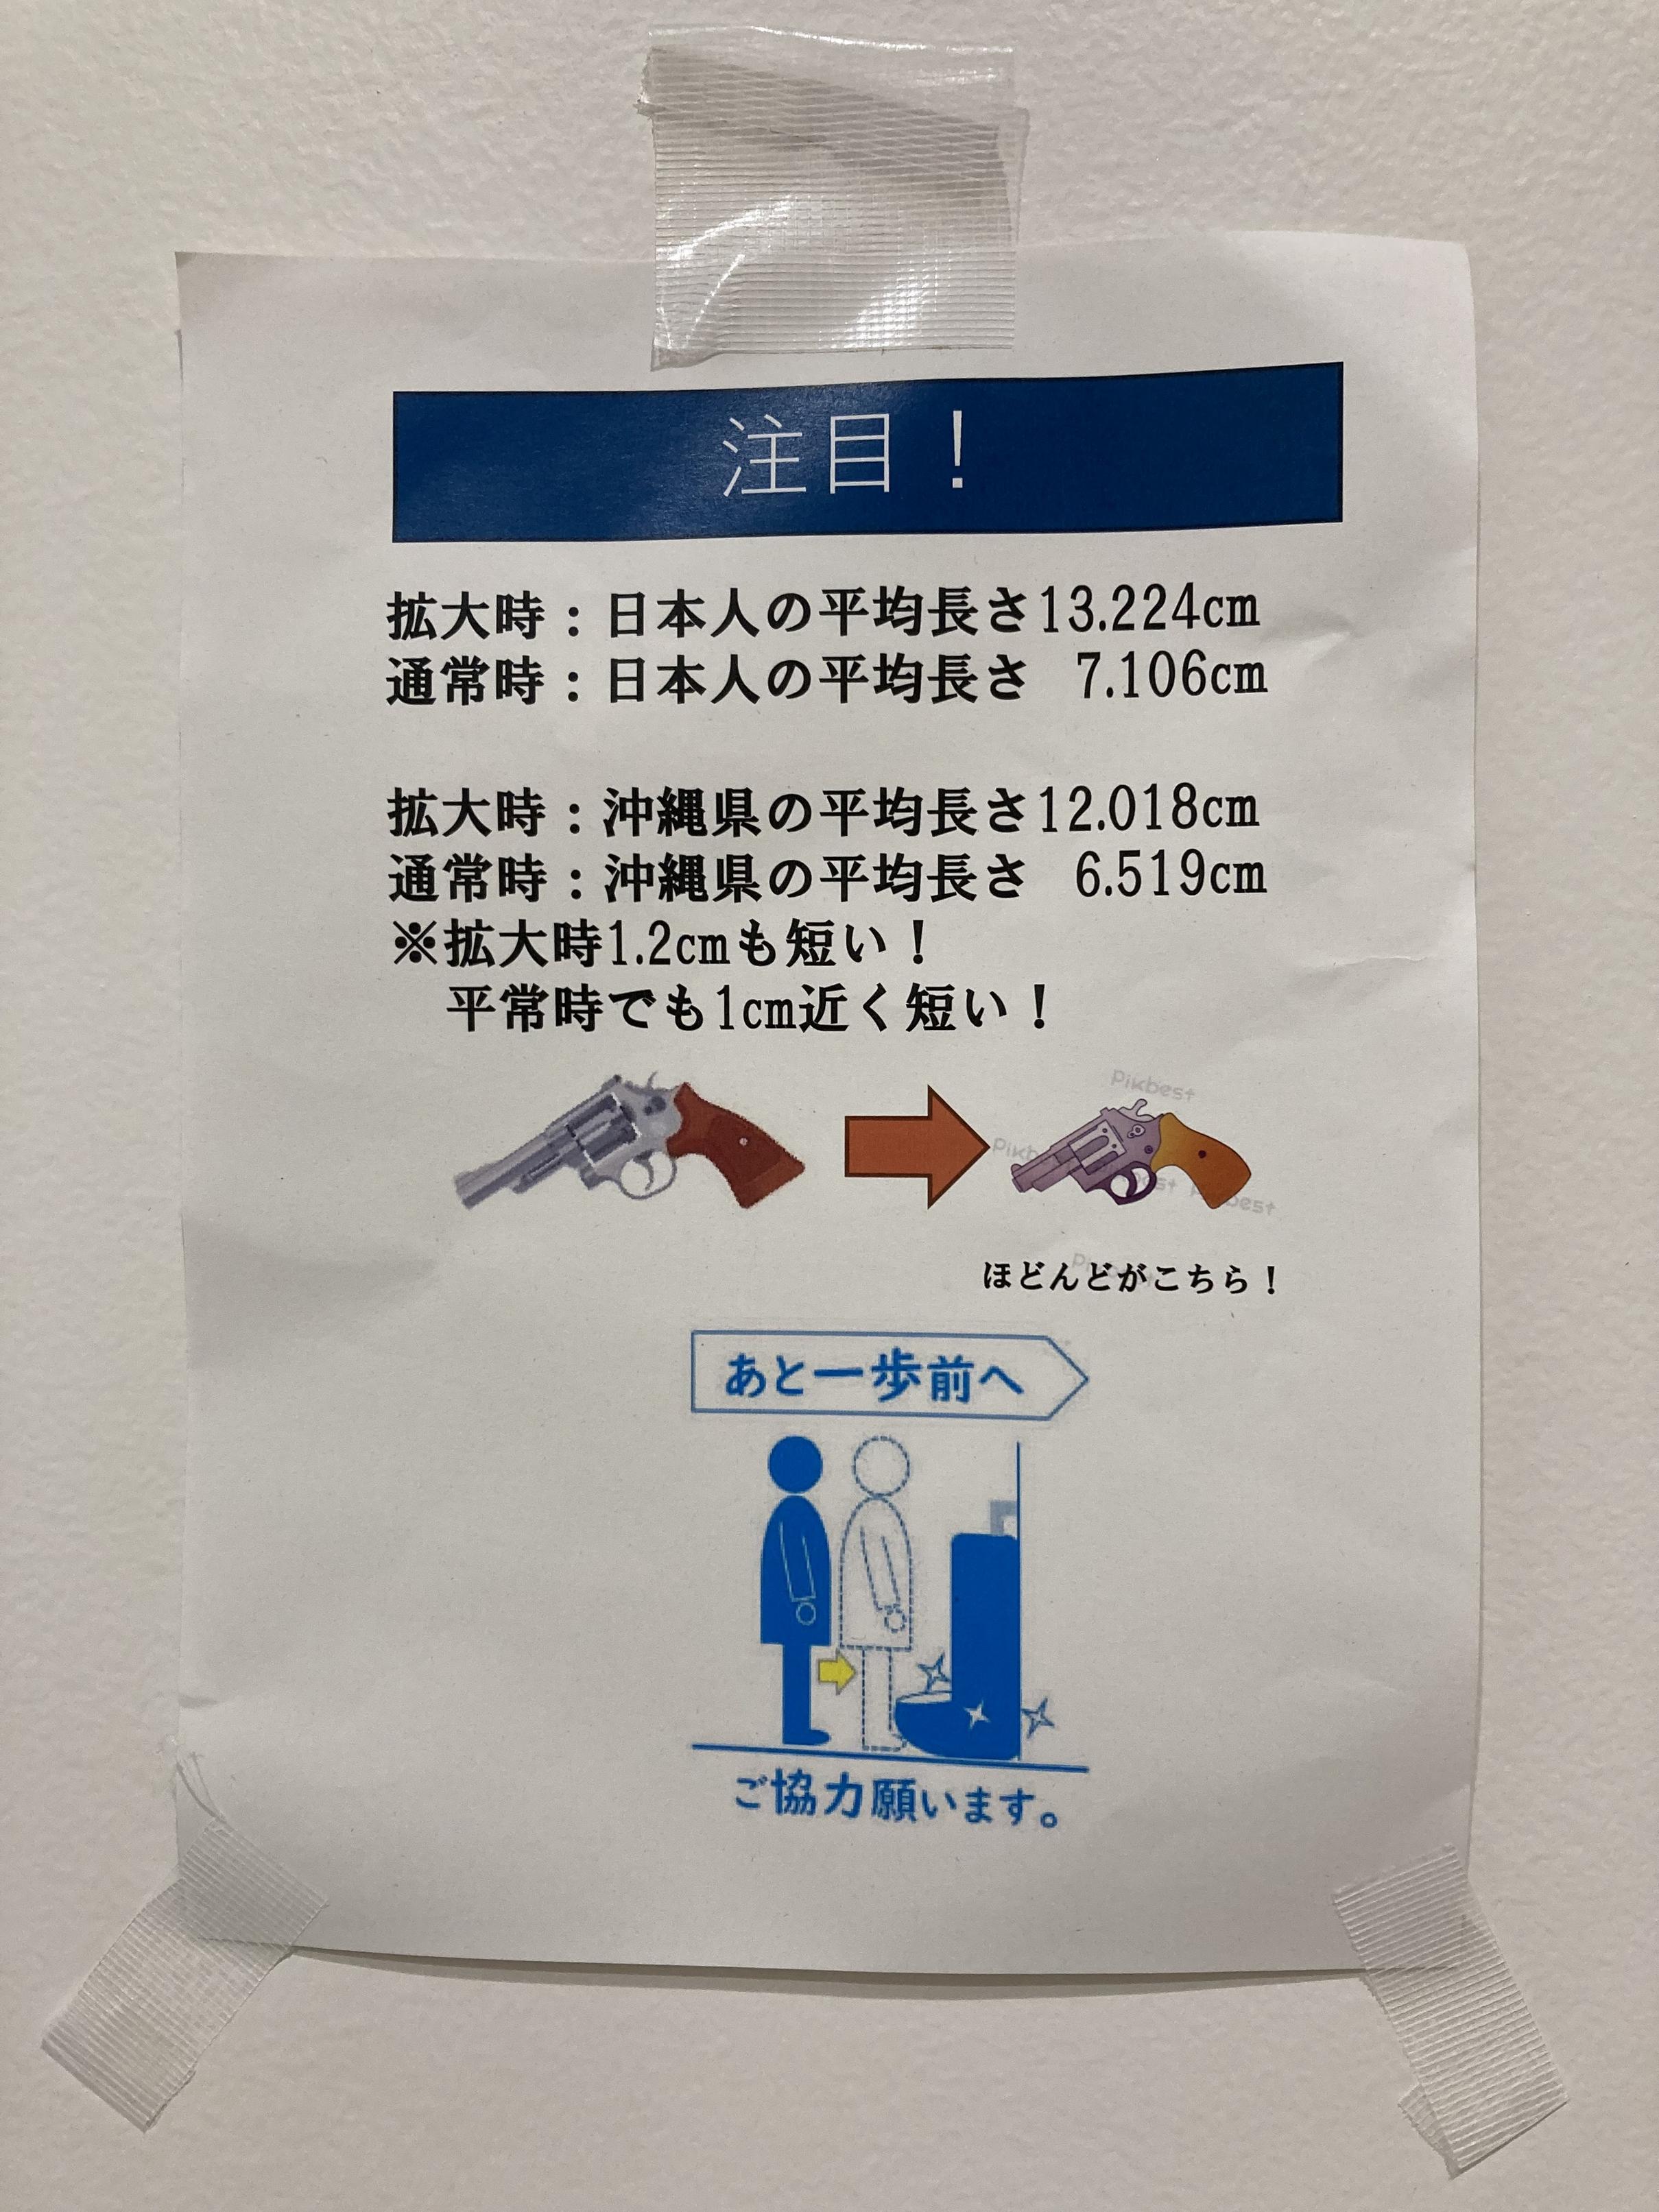 注目！
拡大時：日本人の平均長さ13.224cm
通常時：日本人の平均長さ 7.106cm
拡大時：沖縄県の平均長さ12.018cm
通常時：沖縄県の平均長さ 6.519cm
※拡大時1.2cmも短い！
平常時でも1cm近く短い！
Pikbest
ほどんどがこちら！
あと一歩前へ
ご協力願います。